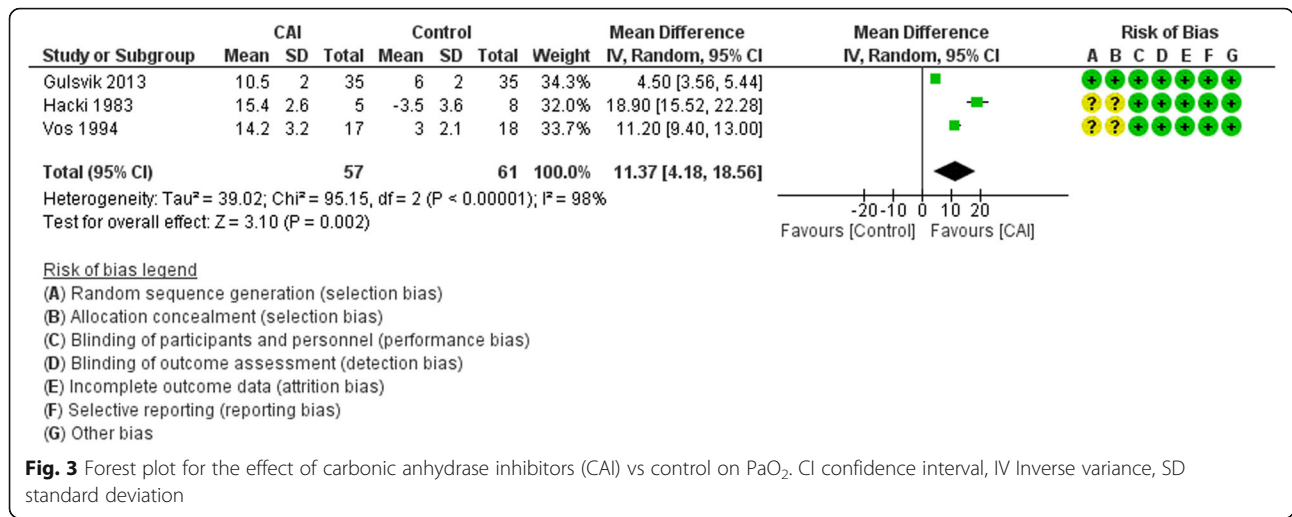 CAI Control Mean Difference Mean Difference Risk of Bias
Study or Subgroup Mean SD Total Mean SD Total Weight IV, Random, 95% CI IV, Random, 95% CI A B C D E F G
Gulsvik 2013 10.5 2 35 6 2 35 34.3% 4.50 [3.56, 5.44] + + + + + + +
Hacki 1983 15.4 2.6 5 -3.5 3.6 8 32.0% 18.90 [15.52, 22.28] ? ? + + + + +
Vos 1994 14.2 3.2 17 3 2.1 18 33.7% 11.20 [9.40, 13.00] ? ? + + + + +
Total (95% CI) 57 61 100.0% 11.37 [4.18, 18.56]
Heterogeneity: Tau² = 39.02; Chi² = 95.15, df = 2 (P < 0.00001); I² = 98%
Test for overall effect: Z = 3.10 (P = 0.002)
-20 -10 0 10 20
Favours [Control] Favours [CAI]
Risk of bias legend
(A) Random sequence generation (selection bias)
(B) Allocation concealment (selection bias)
(C) Blinding of participants and personnel (performance bias)
(D) Blinding of outcome assessment (detection bias)
(E) Incomplete outcome data (attrition bias)
(F) Selective reporting (reporting bias)
(G) Other bias
Fig. 3 Forest plot for the effect of carbonic anhydrase inhibitors (CAI) vs control on PaO₂. CI confidence interval, IV Inverse variance, SD
standard deviation